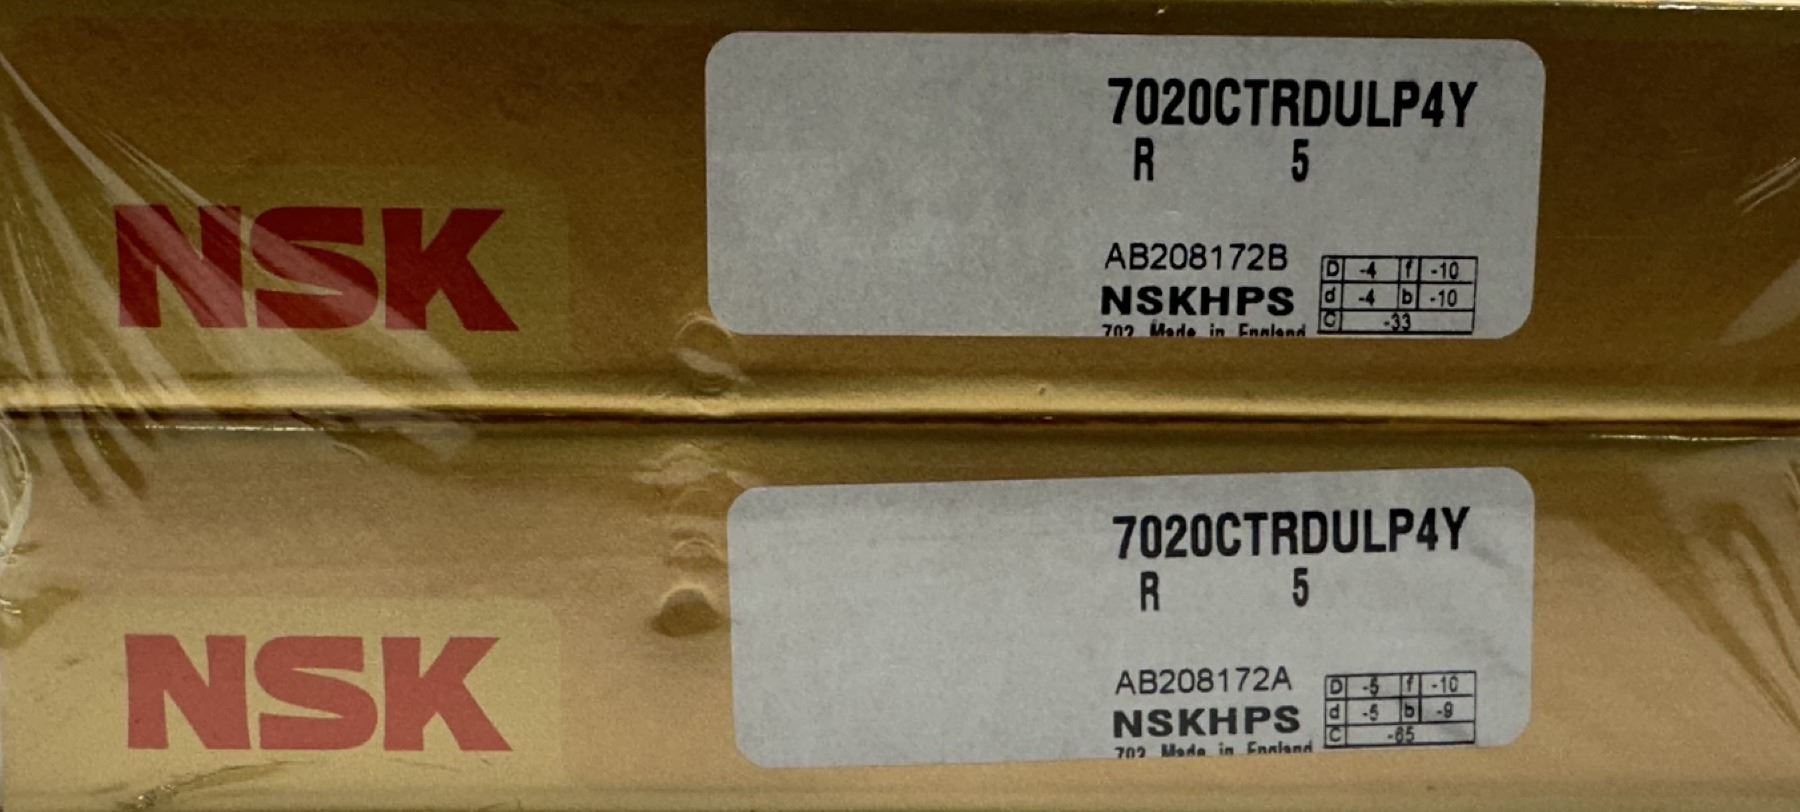 NSK
7020CTRDULP4Y
R 5
AB208172B
NSKHPS
702 Made in England
D -4 f -10
d -4 b -10
C -33
NSK
7020CTRDULP4Y
R 5
AB208172A
NSKHPS
702 Made in England
D -5 f -10
d -5 b -9
C -65